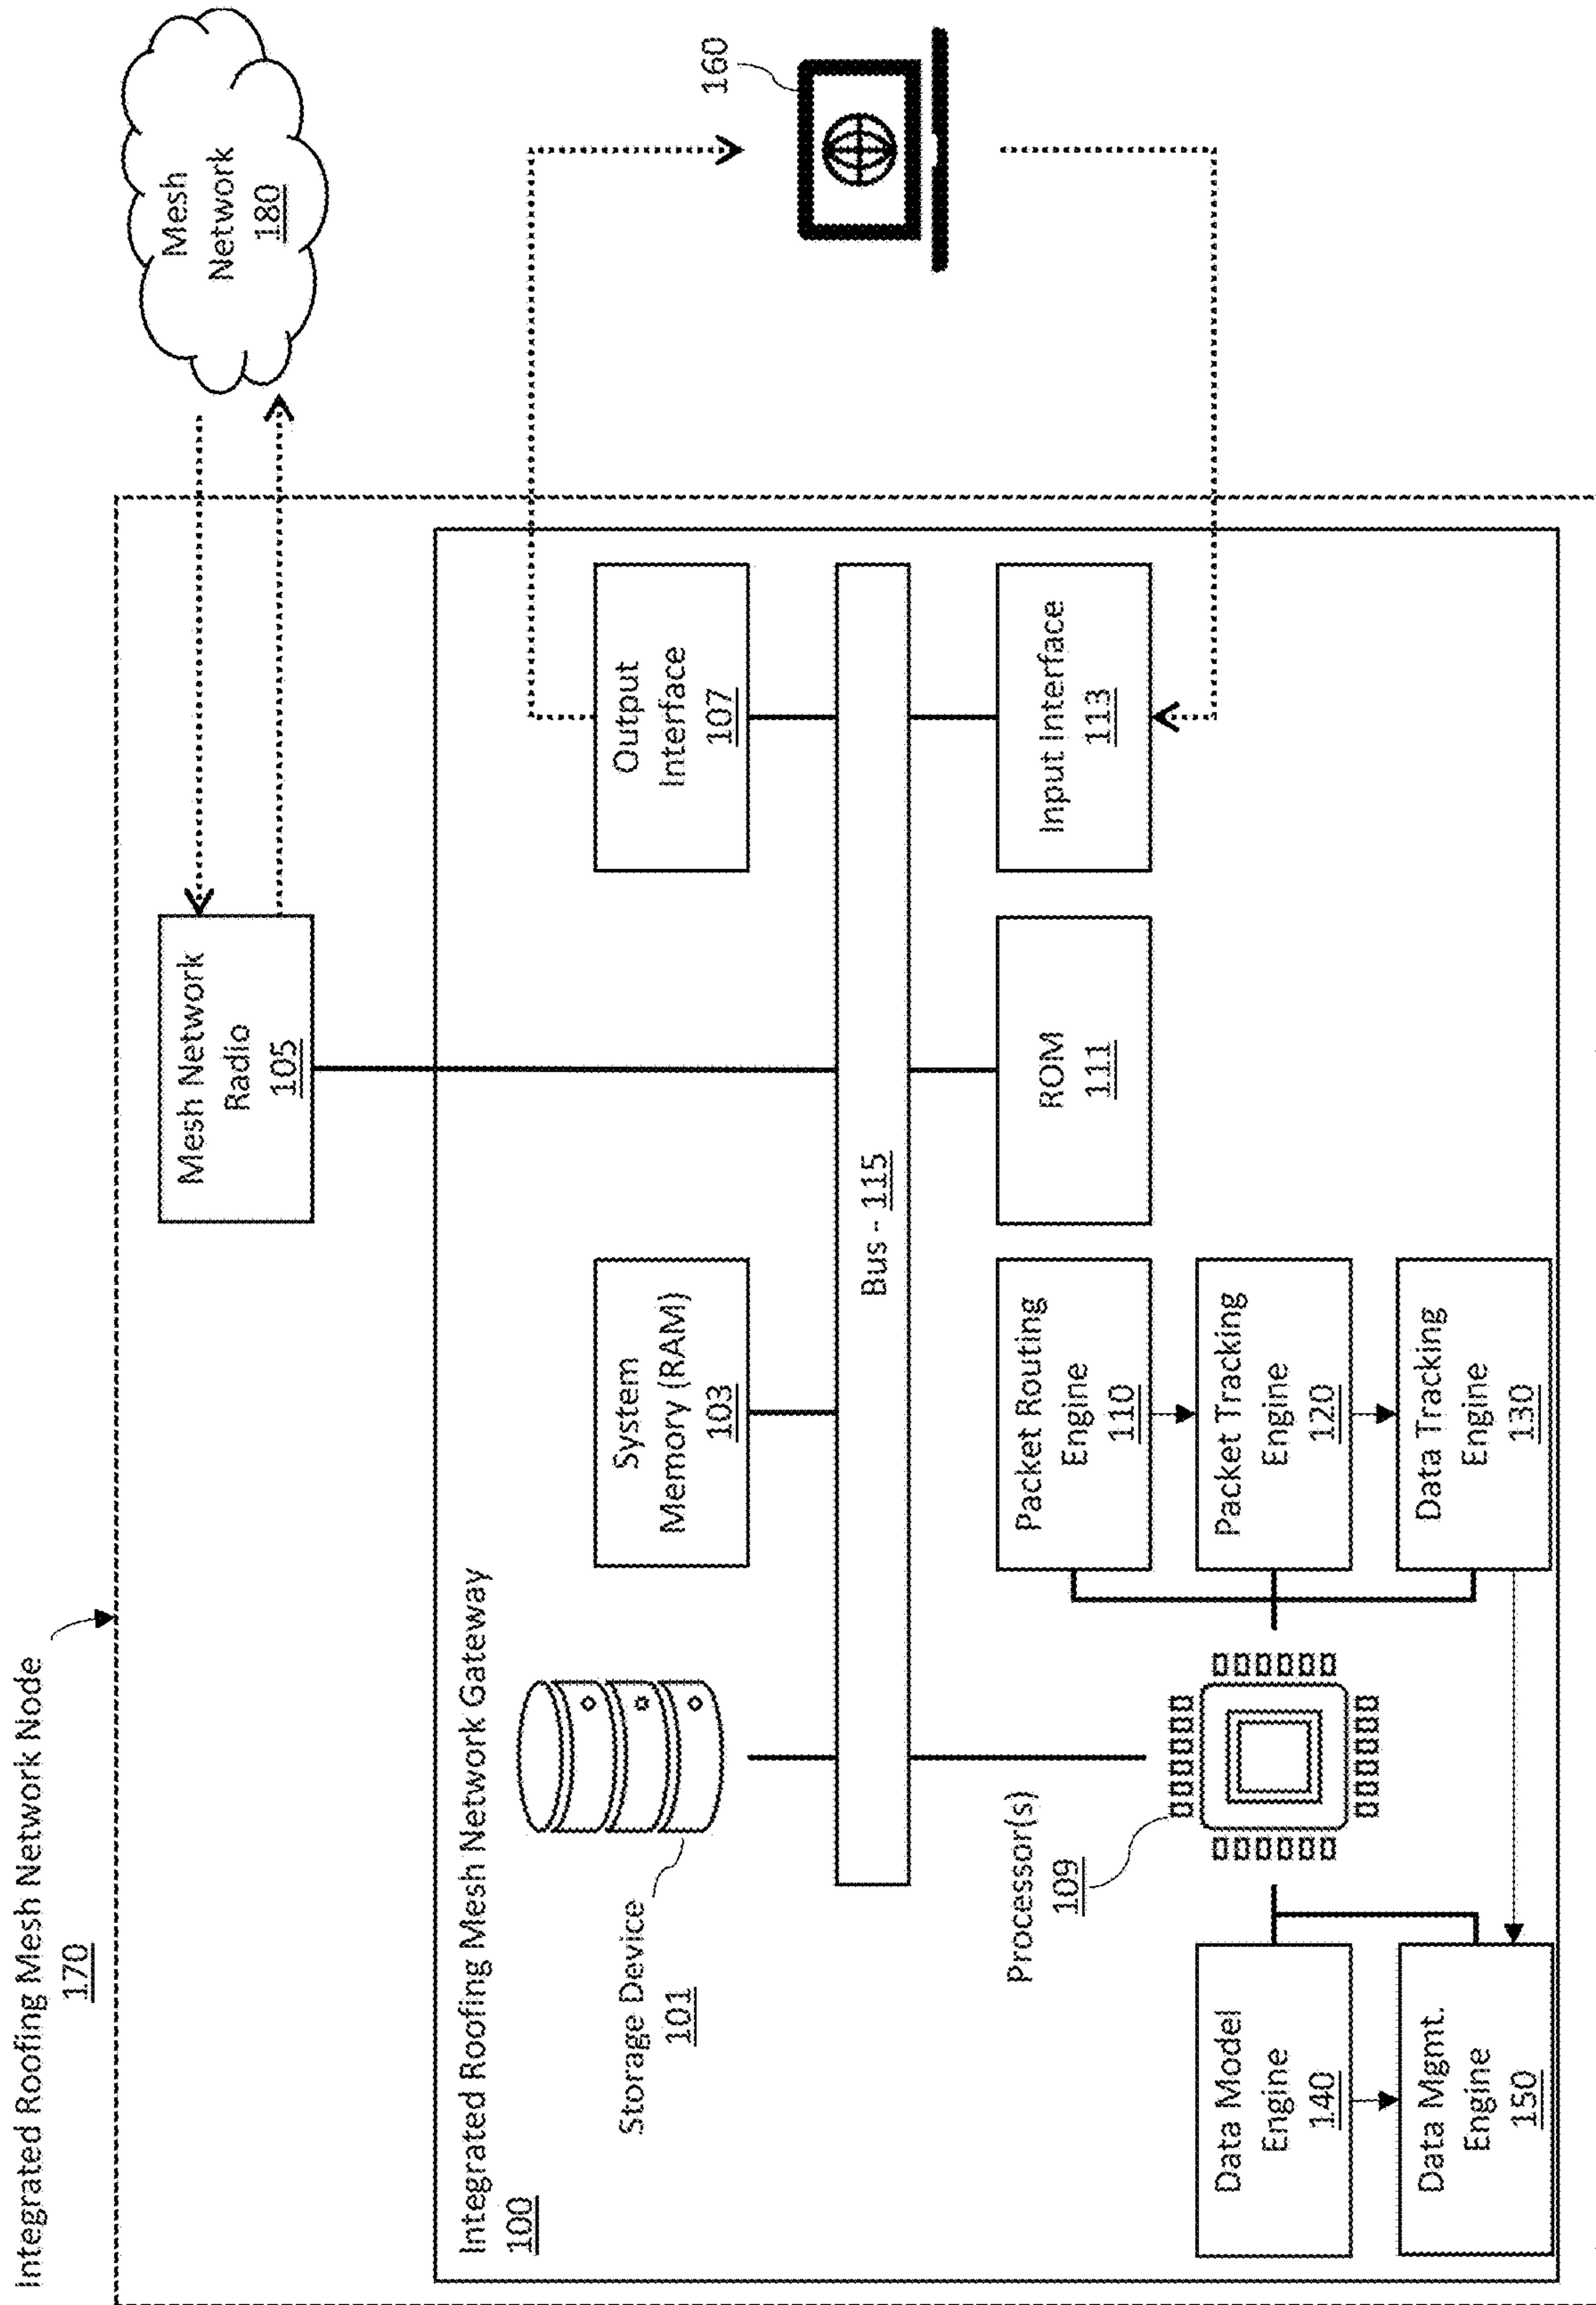 Integrated Roofing Mesh Network Node
170
Mesh
Network
180
Mesh Network
Radio
105
Integrated Roofing Mesh Network Gateway
100
Storage Device
101
System
Memory (RAM)
103
Output
Interface
107
160
Bus - 115
Processor(s)
109
Packet Routing
Engine
110
ROM
111
Input Interface
113
Packet Tracking
Engine
120
Data Tracking
Engine
130
Data Model
Engine
140
Data Mgmt.
Engine
150